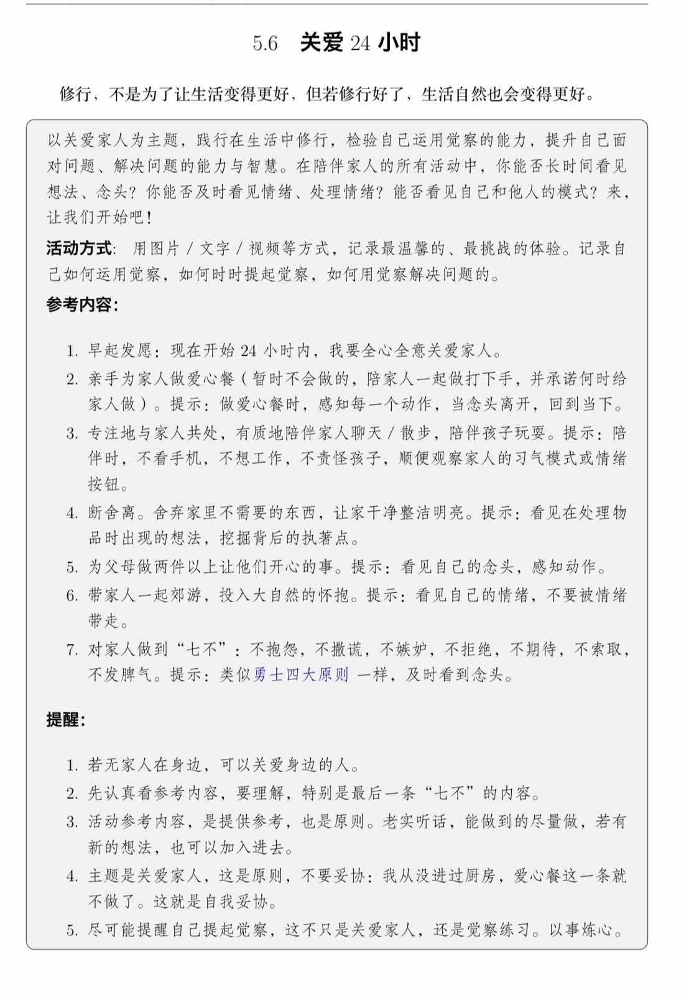 5.6 关爱 24 小时
修行，不是为了让生活变得更好，但若修行好了，生活自然也会变得更好。
以关爱家人为主题，践行在生活中修行，检验自己运用觉察的能力，提升自己面
对问题、解决问题的能力与智慧。在陪伴家人的所有活动中，你能否长时间看见
想法、念头？你能否及时看见情绪、处理情绪？能否看见自己和他人的模式？来，
让我们开始吧！
活动方式: 用图片 / 文字 / 视频等方式，记录最温馨的、最挑战的体验。记录自
己如何运用觉察，如何时时提起觉察，如何用觉察解决问题的。
参考内容：
1. 早起发愿：现在开始 24 小时内，我要全心全意关爱家人。
2. 亲手为家人做爱心餐（暂时不会做的，陪家人一起做打下手，并承诺何时给
家人做）。提示：做爱心餐时，感知每一个动作，当念头离开，回到当下。
3. 专注地与家人共处，有质地陪伴家人聊天 / 散步，陪伴孩子玩耍。提示：陪
伴时，不看手机，不想工作，不责怪孩子，顺便观察家人的习气模式或情绪
按钮。
4. 断舍离。舍弃家里不需要的东西，让家干净整洁明亮。提示：看见在处理物
品时出现的想法，挖掘背后的执著点。
5. 为父母做两件以上让他们开心的事。提示：看见自己的念头，感知动作。
6. 带家人一起郊游，投入大自然的怀抱。提示：看见自己的情绪，不要被情绪
带走。
7. 对家人做到“七不”：不抱怨，不撒谎，不嫉妒，不拒绝，不期待，不索取，
不发脾气。提示：类似勇士四大原则 一样，及时看到念头。
提醒：
1. 若无家人在身边，可以关爱身边的人。
2. 先认真看参考内容，要理解，特别是最后一条“七不”的内容。
3. 活动参考内容，是提供参考，也是原则。老实听话，能做到的尽量做，若有
新的想法，也可以加入进去。
4. 主题是关爱家人，这是原则，不要妥协：我从没进过厨房，爱心餐这一条就
不做了。这就是自我妥协。
5. 尽可能提醒自己提起觉察，这不只是关爱家人，还是觉察练习。以事炼心。